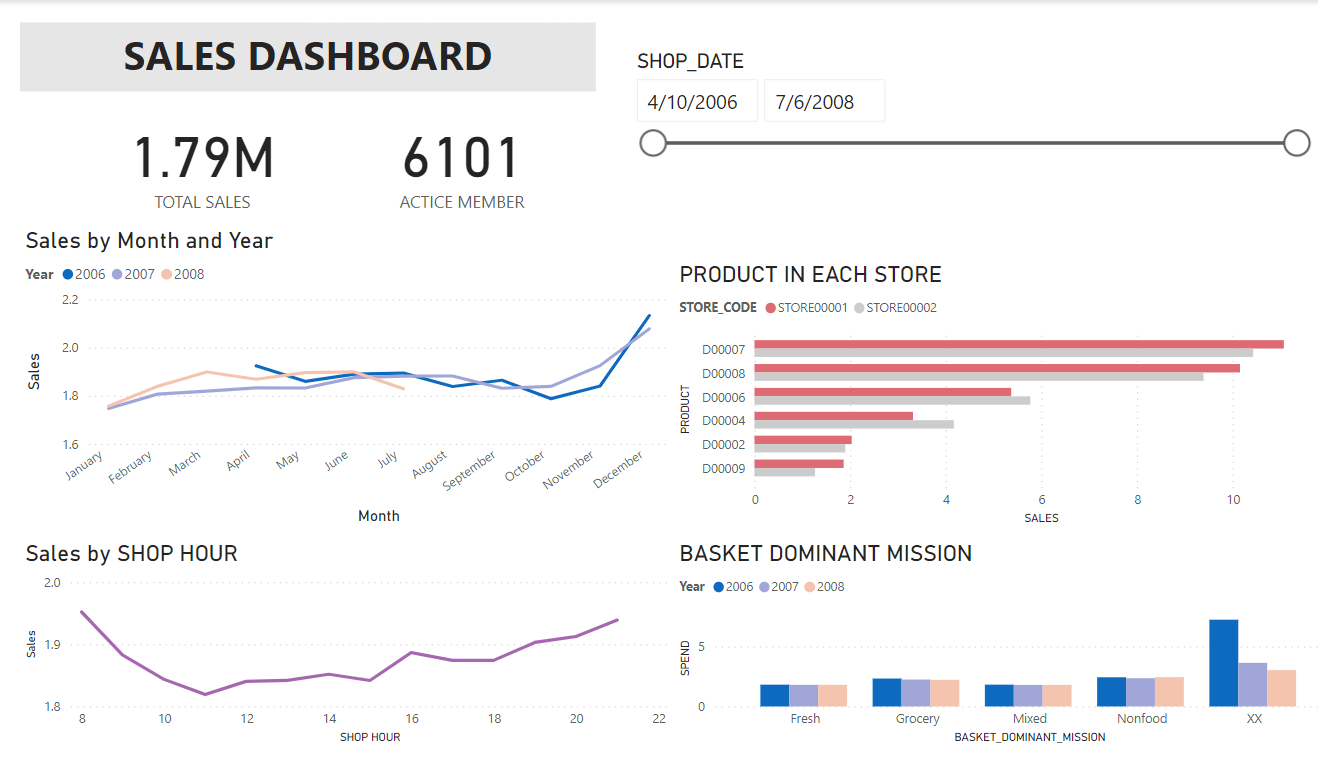 SALES DASHBOARD
SHOP_DATE
4/10/2006 7/6/2008
1.79M
TOTAL SALES
6101
ACTICE MEMBER
Sales by Month and Year
Year 2006 2007 2008
Sales
2.2
2.0
1.8
1.6
January February March April May June July August September October November December
Month
PRODUCT IN EACH STORE
STORE_CODE STORE00001 STORE00002
PRODUCT
D00007
D00008
D00006
D00004
D00002
D00009
0 2 4 6 8 10
SALES
Sales by SHOP HOUR
Sales
2.0
1.9
1.8
8 10 12 14 16 18 20 22
SHOP HOUR
BASKET DOMINANT MISSION
Year 2006 2007 2008
SPEND
5
0
Fresh Grocery Mixed Nonfood XX
BASKET_DOMINANT_MISSION